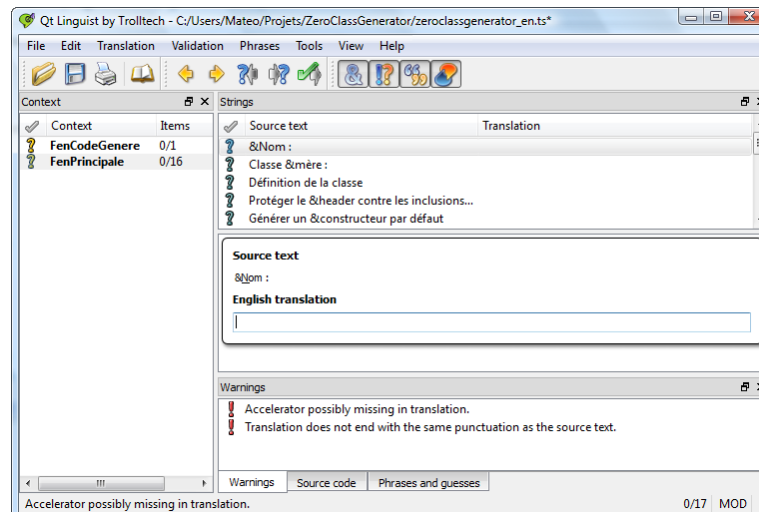 Qt Linguist by Trolltech - C:/Users/Mateo/Projets/ZeroClassGenerator/zeroclassgenerator_en.ts*
File Edit Translation Validation Phrases Tools View Help
Context
Context Items
FenCodeGenere 0/1
FenPrincipale 0/16
Strings
Source text Translation
&Nom :
Classe &mère :
Définition de la classe
Protéger le &header contre les inclusions...
Générer un &constructeur par défaut
Source text
&Nom :
English translation
Warnings
Accelerator possibly missing in translation.
Translation does not end with the same punctuation as the source text.
Warnings Source code Phrases and guesses
Accelerator possibly missing in translation. 0/17 MOD